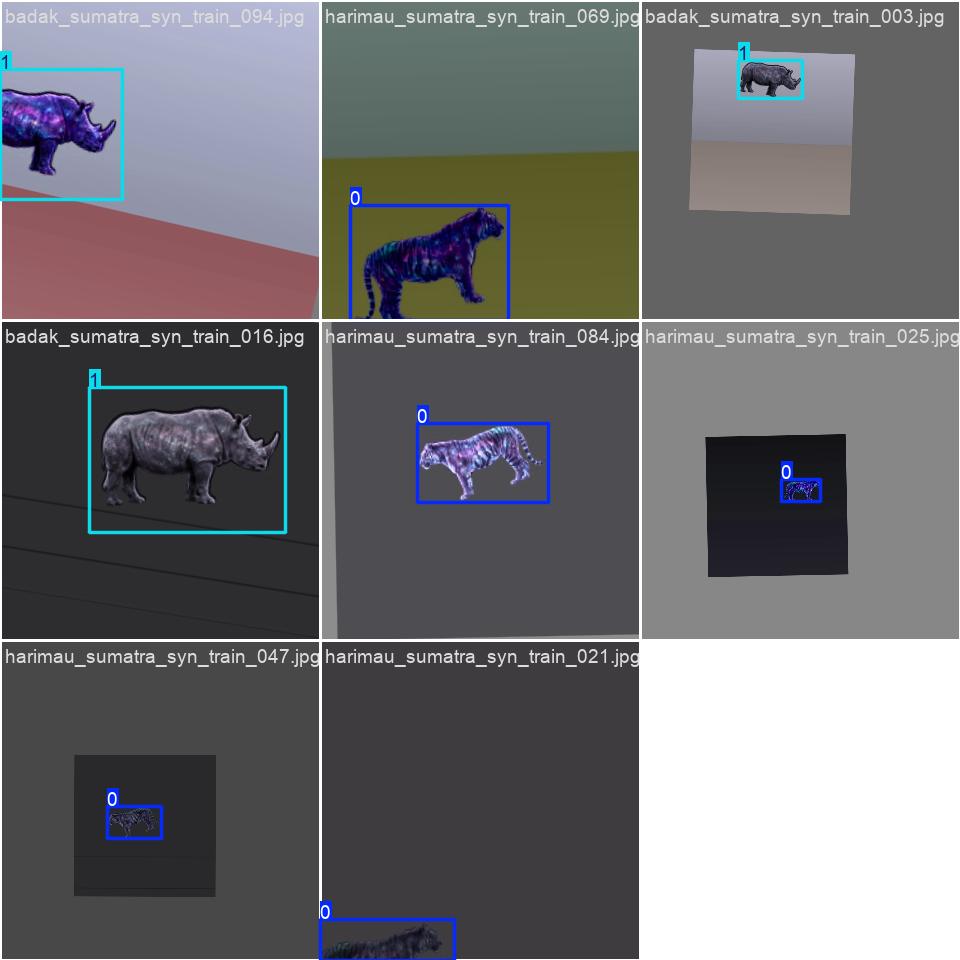 badak_sumatra_syn_train_094.jpg
1
harimau_sumatra_syn_train_069.jpg
0
badak_sumatra_syn_train_003.jpg
1
badak_sumatra_syn_train_016.jpg
1
harimau_sumatra_syn_train_084.jpg
0
harimau_sumatra_syn_train_025.jpg
0
harimau_sumatra_syn_train_047.jpg
0
harimau_sumatra_syn_train_021.jpg
0